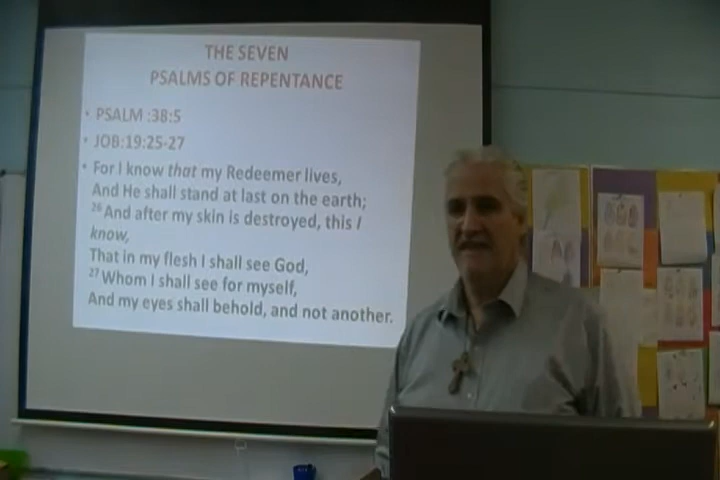 THE SEVEN
PSALMS OF REPENTANCE
• PSALM :38:5
• JOB:19:25-27
• For I know that my Redeemer lives,
And He shall stand at last on the earth;
26 And after my skin is destroyed, this I
know,
That in my flesh I shall see God,
27 Whom I shall see for myself,
And my eyes shall behold, and not another.